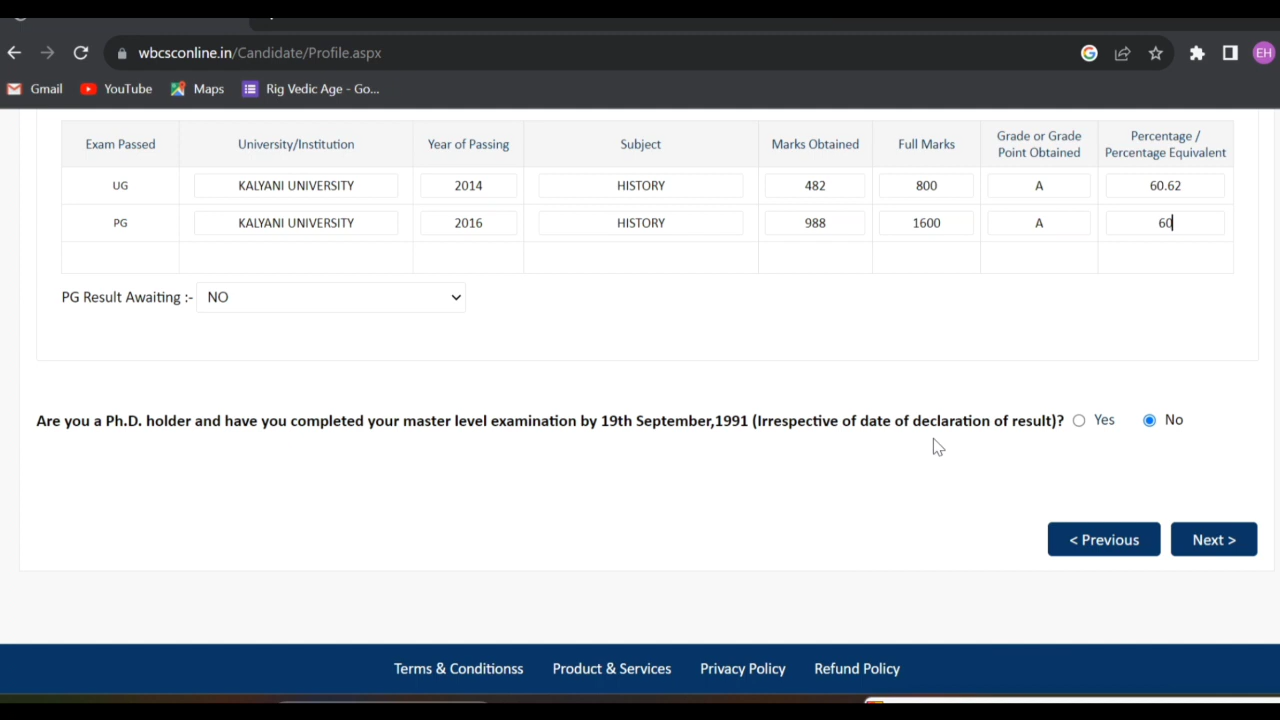 wbcsconline.in/Candidate/Profile.aspx
EH
Gmail YouTube Maps Rig Vedic Age - Go...
Exam Passed University/Institution Year of Passing Subject Marks Obtained Full Marks Grade or Grade Point Obtained Percentage / Percentage Equivalent
UG KALYANI UNIVERSITY 2014 HISTORY 482 800 A 60.62
PG KALYANI UNIVERSITY 2016 HISTORY 988 1600 A 60
PG Result Awaiting :- NO
Are you a Ph.D. holder and have you completed your master level examination by 19th September,1991 (Irrespective of date of declaration of result)? Yes No
< Previous Next >
Terms & Conditionss Product & Services Privacy Policy Refund Policy